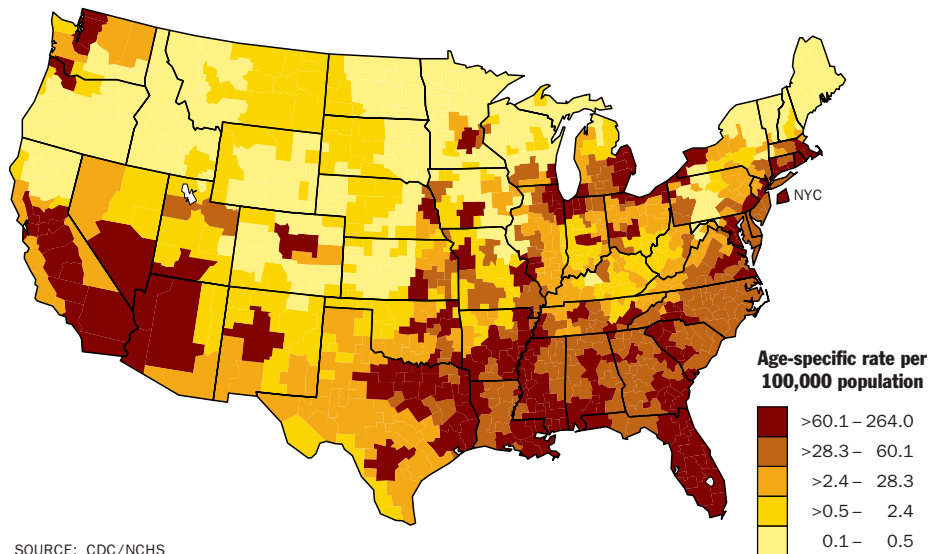 NYC
Age-specific rate per
100,000 population
>60.1 – 264.0
>28.3 – 60.1
>2.4 – 28.3
>0.5 – 2.4
0.1 – 0.5
SOURCE: CDC/NCHS